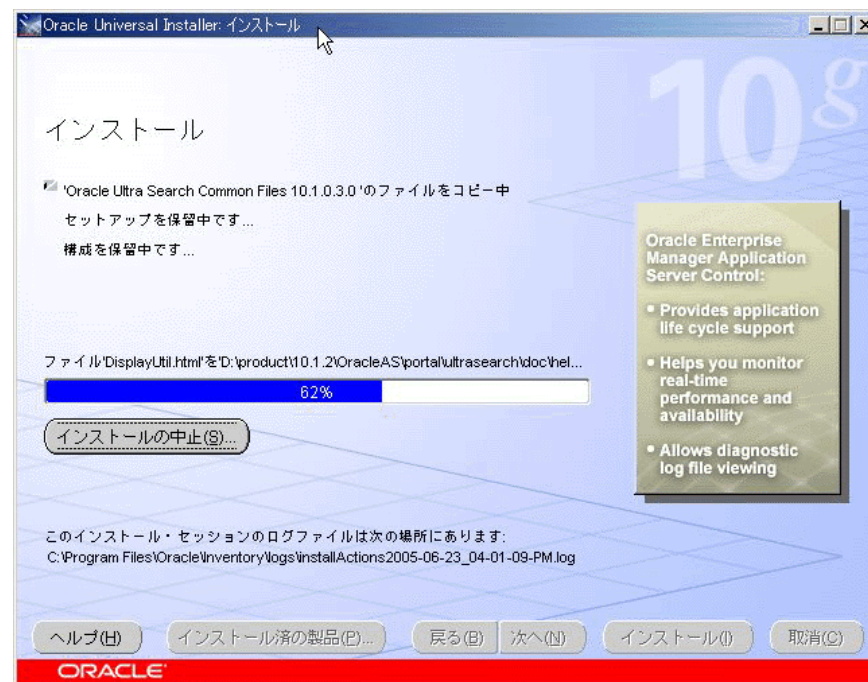 Oracle Universal Installer: インストール
10g
インストール
'Oracle Ultra Search Common Files 10.1.0.3.0 'のファイルをコピー中
セットアップを保留中です...
構成を保留中です...
Oracle Enterprise
Manager Application
Server Control:
• Provides application
life cycle support
• Helps you monitor
real-time
performance and
availability
• Allows diagnostic
log file viewing
ファイル'DisplayUtil.html'を'D:\product\10.1.2\OracleAS\portal\ultrasearch\doc\hel...
62%
インストールの中止(S)...
このインストール・セッションのログファイルは次の場所にあります:
C:\Program Files\Oracle\Inventory\logs\installActions2005-06-23_04-01-09-PM.log
ヘルプ(H)
インストール済の製品(P)...
戻る(B)
次へ(N)
インストール(I)
取消(C)
ORACLE